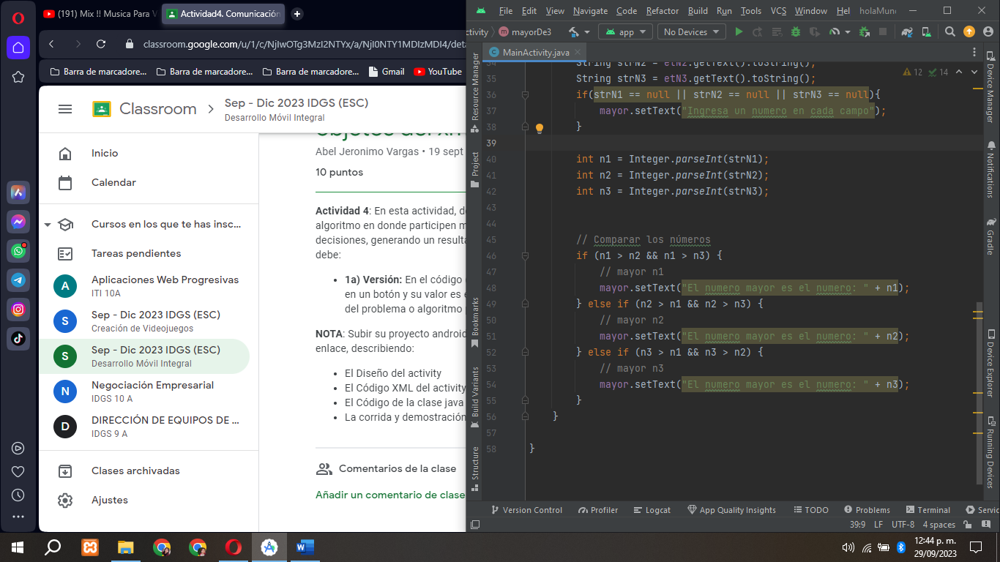 (191) Mix !! Musica Para V
Actividad4. Comunicación
classroom.google.com/u/1/c/NjIwOTg3MzI2NTYx/a/NjI0NTY1MDIzMDI4/deta
Barra de marcadore...
Barra de marcadore...
Barra de marcadore...
Gmail
YouTube
Classroom
Sep - Dic 2023 IDGS (ESC)
Desarrollo Móvil Integral
Inicio
Calendar
Cursos en los que te has insc...
Tareas pendientes
A
Aplicaciones Web Progresivas
ITI 10A
S
Sep - Dic 2023 IDGS (ESC)
Creación de Videojuegos
S
Sep - Dic 2023 IDGS (ESC)
Desarrollo Móvil Integral
N
Negociación Empresarial
IDGS 10 A
D
DIRECCIÓN DE EQUIPOS DE ...
IDGS 9 A
Clases archivadas
Ajustes
Abel Jeronimo Vargas • 19 sept
10 puntos
Actividad 4: En esta actividad, d
algoritmo en donde participen m
decisiones, generando un resulta
debe:
• 1a) Versión: En el código
en un botón y su valor es e
del problema o algoritmo
NOTA: Subir su proyecto android
enlace, describiendo:
• El Diseño del activity
• El Código XML del activity
• El Código de la clase java
• La corrida y demostración
Comentarios de la clase
Añadir un comentario de clase
File Edit View Navigate Code Refactor Build Run Tools VCS Window Hel holaMun
ctivity mayorDe3 app No Devices
MainActivity.java
12 14
34 String strN2 = etN2.getText().toString();
35 String strN3 = etN3.getText().toString();
36 if(strN1 == null || strN2 == null || strN3 == null){
37 mayor.setText("Ingresa un numero en cada campo");
38 }
39
40 int n1 = Integer.parseInt(strN1);
41 int n2 = Integer.parseInt(strN2);
42 int n3 = Integer.parseInt(strN3);
43
44
45 // Comparar los números
46 if (n1 > n2 && n1 > n3) {
47 // mayor n1
48 mayor.setText("El numero mayor es el numero: " + n1);
49 } else if (n2 > n1 && n2 > n3) {
50 // mayor n2
51 mayor.setText("El numero mayor es el numero: " + n2);
52 } else if (n3 > n1 && n3 > n2) {
53 // mayor n3
54 mayor.setText("El numero mayor es el numero: " + n3);
55 }
56 }
57
58 }
Resource Manager
Project
Bookmarks
Build Variants
Structure
Device Manager
Notifications
Gradle
Device Explorer
Running Devices
Version Control Profiler Logcat App Quality Insights TODO Problems Terminal Servic
39:9 LF UTF-8 4 spaces
W
12:44 p. m.
29/09/2023